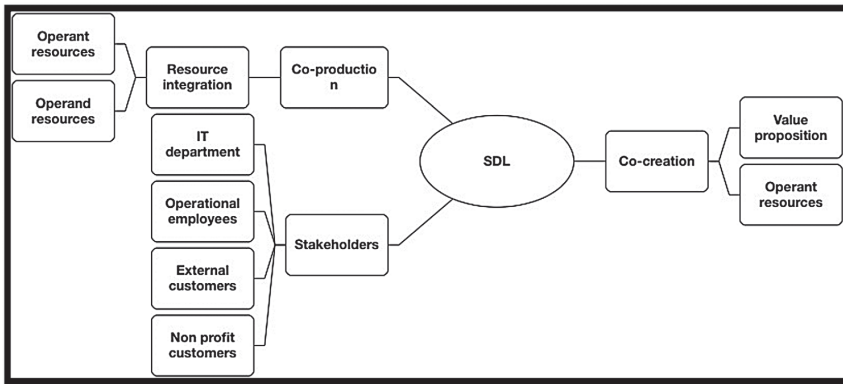 Operant
resources
Operand
resources
Resource
integration
Co-productio
n
IT
department
Operational
employees
External
customers
Non profit
customers
Stakeholders
SDL
Co-creation
Value
proposition
Operant
resources